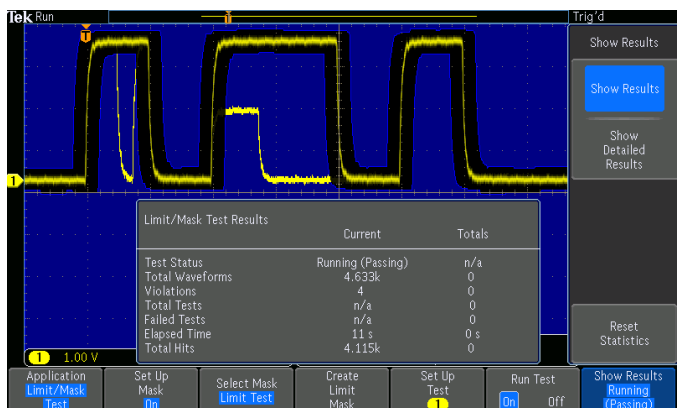 Tek Run
Trig'd
T
T
Show Results
Show Results
Show
Detailed
Results
1
Limit/Mask Test Results
Current Totals
Test Status Running (Passing) n/a
Total Waveforms 4.633k 0
Violations 4 0
Total Tests n/a 0
Failed Tests n/a 0
Elapsed Time 11 s 0 s
Total Hits 4.115k 0
Reset
Statistics
1 1.00 V
Application
Limit/Mask
Test
Set Up
Mask
On
Select Mask
Limit Test
Create
Limit
Mask
Set Up
Test
1
Run Test
On Off
Show Results
Running
(Passing)